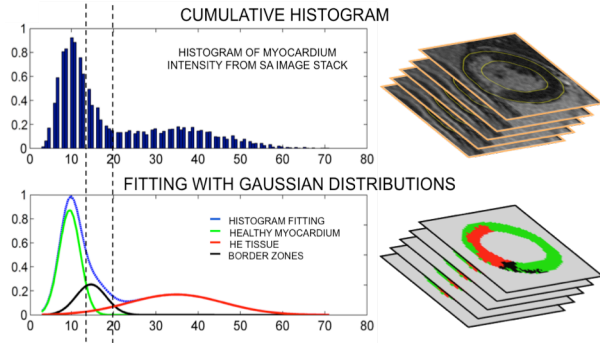 CUMULATIVE HISTOGRAM
HISTOGRAM OF MYOCARDIUM
INTENSITY FROM SA IMAGE STACK
1
0.8
0.6
0.4
0.2
0
0 10 20 30 40 50 60 70 80
FITTING WITH GAUSSIAN DISTRIBUTIONS
1
0.8
0.6
0.4
0.2
0
HISTOGRAM FITTING
HEALTHY MYOCARDIUM
HE TISSUE
BORDER ZONES
0 10 20 30 40 50 60 70 80